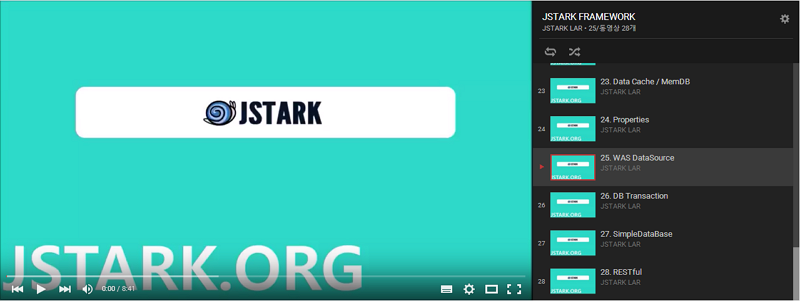 JSTARK
JSTARK.ORG
0:00 / 8:41
JSTARK FRAMEWORK
JSTARK LAR • 25/동영상 28개
JSTARK.ORG
23
23. Data Cache / MemDB
JSTARK LAR
JSTARK.ORG
24
24. Properties
JSTARK LAR
JSTARK.ORG
25. WAS DataSource
JSTARK LAR
JSTARK.ORG
26
26. DB Transaction
JSTARK LAR
JSTARK.ORG
27
27. SimpleDataBase
JSTARK LAR
JSTARK.ORG
28
28. RESTful
JSTARK LAR
JSTARK.ORG